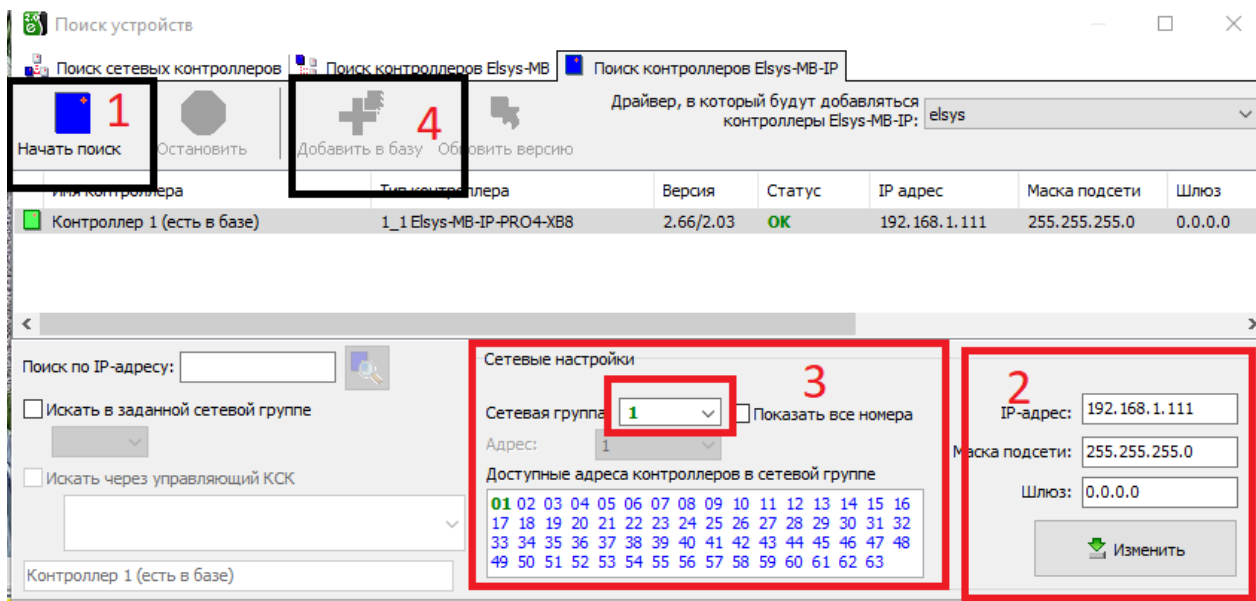 Поиск устройств
Поиск сетевых контроллеров Поиск контроллеров Elsys-MB Поиск контроллеров Elsys-MB-IP
1 4
Драйвер, в который будут добавляться
контроллеры Elsys-MB-IP: elsys
Начать поиск Остановить Добавить в базу Обновить версию
Имя контроллера Тип контроллера Версия Статус IP адрес Маска подсети Шлюз
Контроллер 1 (есть в базе) 1_1 Elsys-MB-IP-PRO4-XB8 2.66/2.03 OK 192.168.1.111 255.255.255.0 0.0.0.0
Поиск по IP-адресу:
Искать в заданной сетевой группе
Искать через управляющий КСК
Контроллер 1 (есть в базе)
Сетевые настройки
3
Сетевая группа 1 Показать все номера
Адрес: 1
Доступные адреса контроллеров в сетевой группе
01 02 03 04 05 06 07 08 09 10 11 12 13 14 15 16
17 18 19 20 21 22 23 24 25 26 27 28 29 30 31 32
33 34 35 36 37 38 39 40 41 42 43 44 45 46 47 48
49 50 51 52 53 54 55 56 57 58 59 60 61 62 63
2
IP-адрес: 192.168.1.111
Маска подсети: 255.255.255.0
Шлюз: 0.0.0.0
Изменить